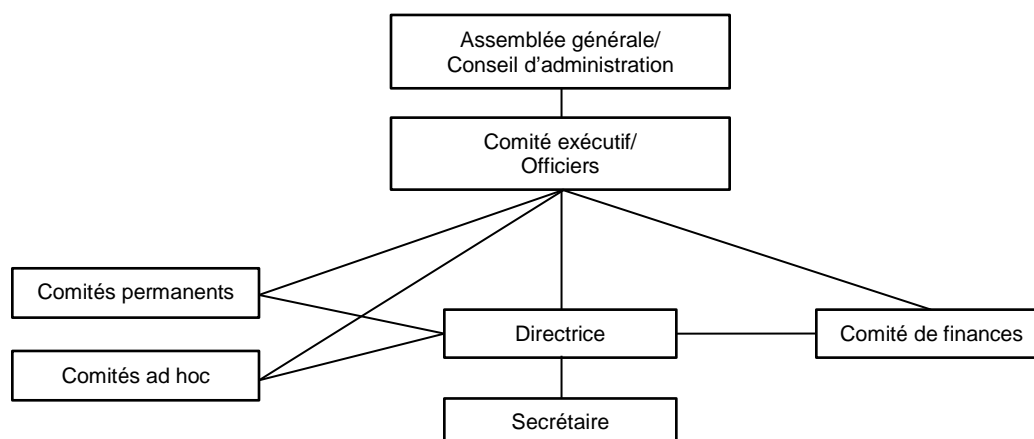 Assemblée générale/
Conseil d’administration
Comité exécutif/
Officiers
Comités permanents
Directrice
Comité de finances
Comités ad hoc
Secrétaire